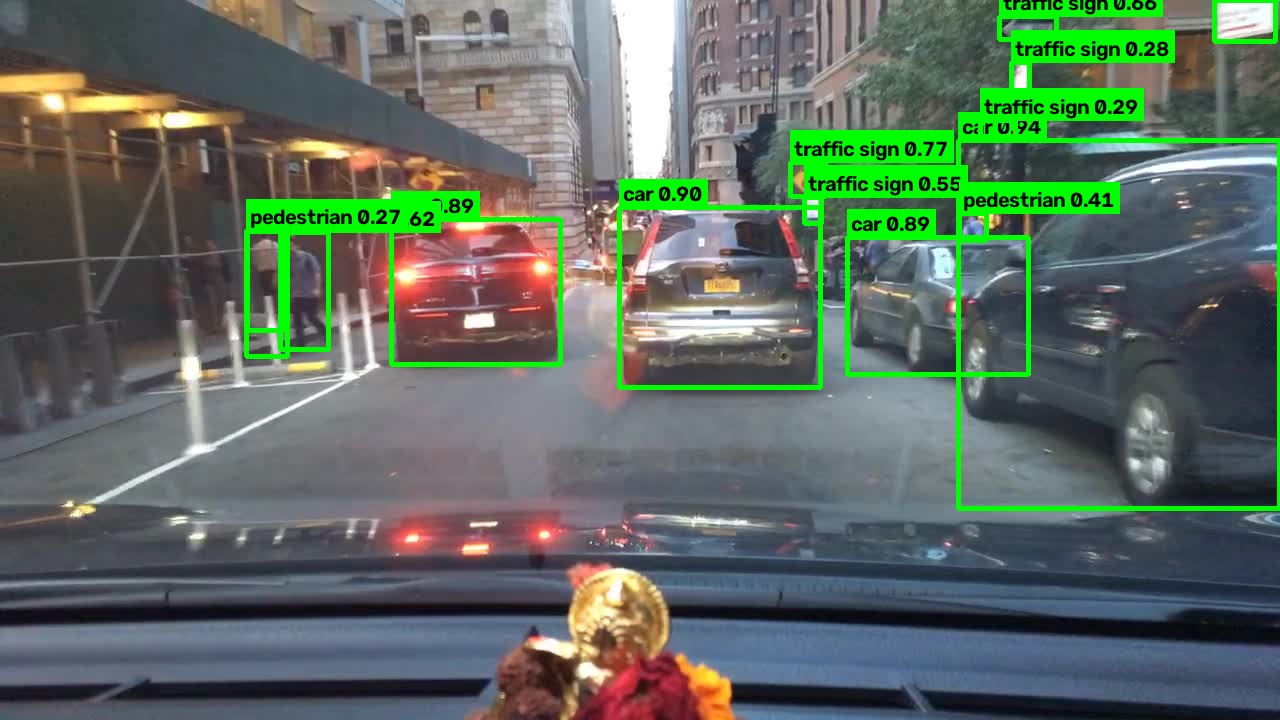 traffic sign 0.66
traffic sign 0.28
traffic sign 0.29
car 0.94
traffic sign 0.77
traffic sign 0.55
car 0.90
pedestrian 0.41
0.89
pedestrian 0.27
62
car 0.89